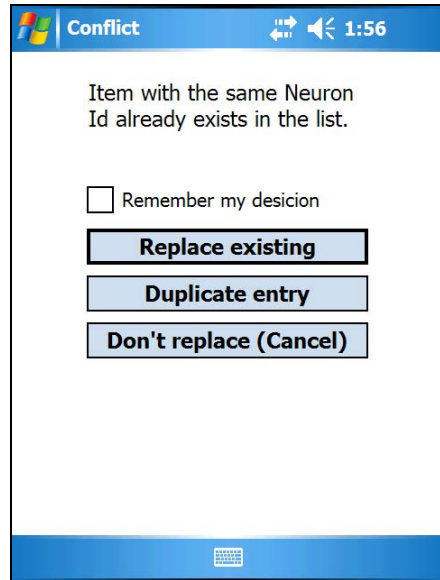 Conflict 1:56
Item with the same Neuron
Id already exists in the list.
Remember my desicion
Replace existing
Duplicate entry
Don't replace (Cancel)